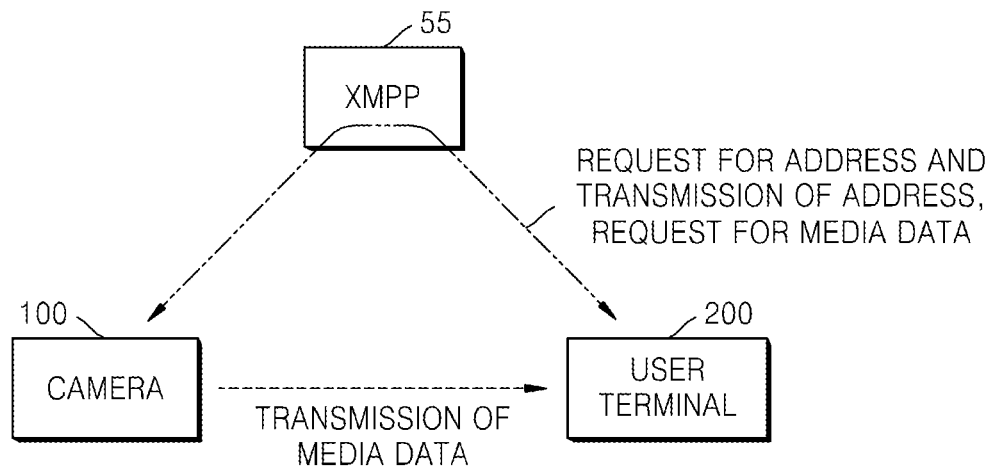 55
XMPP
REQUEST FOR ADDRESS AND
TRANSMISSION OF ADDRESS,
REQUEST FOR MEDIA DATA
100
CAMERA
200
USER
TERMINAL
TRANSMISSION OF
MEDIA DATA